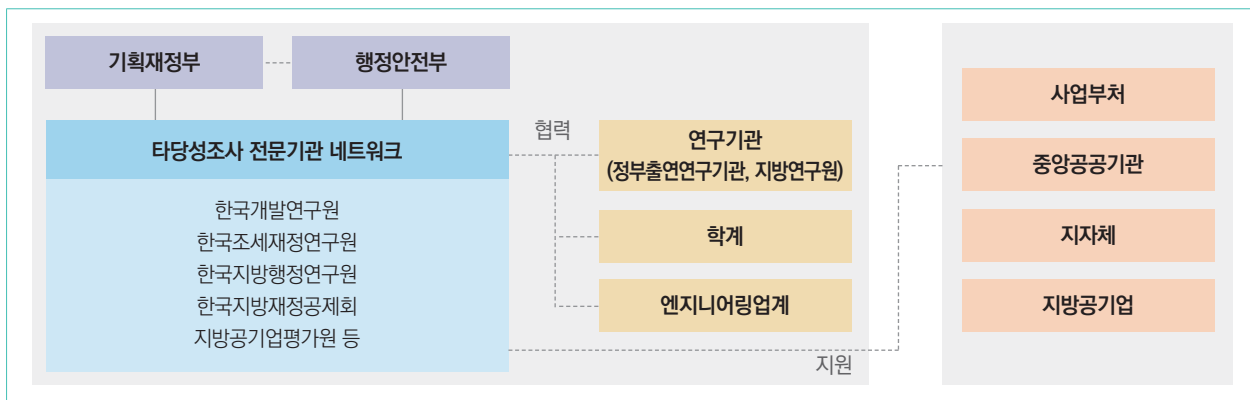 기획재정부
행정안전부
타당성조사 전문기관 네트워크
한국개발연구원
한국조세재정연구원
한국지방행정연구원
한국지방재정공제회
지방공기업평가원 등
협력
연구기관
(정부출연연구기관, 지방연구원)
학계
엔지니어링업계
지원
사업부처
중앙공공기관
지자체
지방공기업